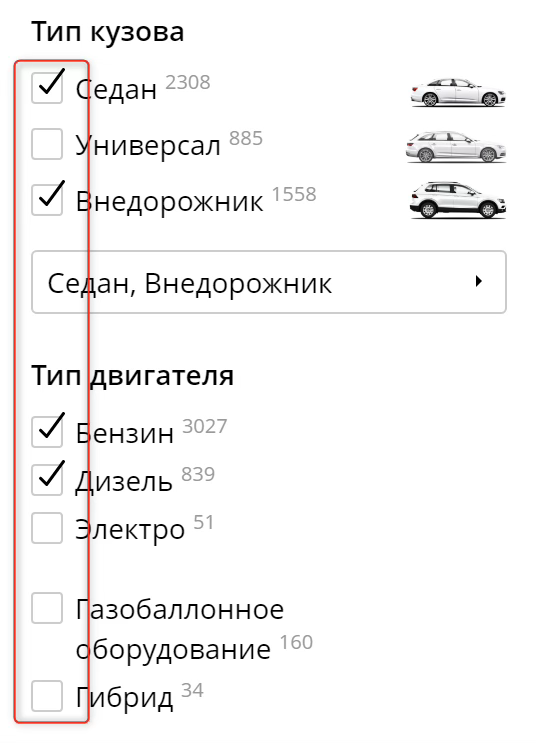 Тип кузова
Седан 2308
Универсал 885
Внедорожник 1558
Седан, Внедорожник
Тип двигателя
Бензин 3027
Дизель 839
Электро 51
Газобаллонное
оборудование 160
Гибрид 34